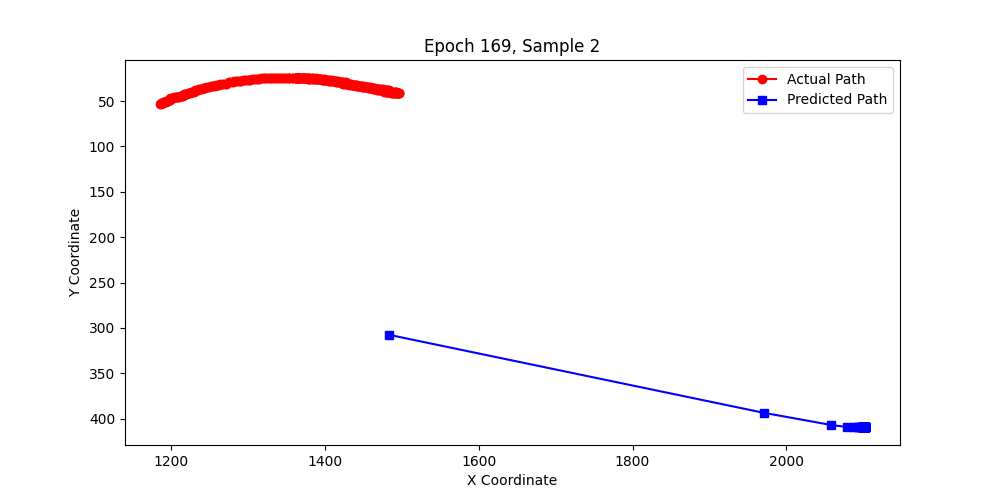 Epoch 169, Sample 2
Actual Path
Predicted Path
Y Coordinate
50
100
150
200
250
300
350
400
1200
1400
1600
1800
2000
X Coordinate